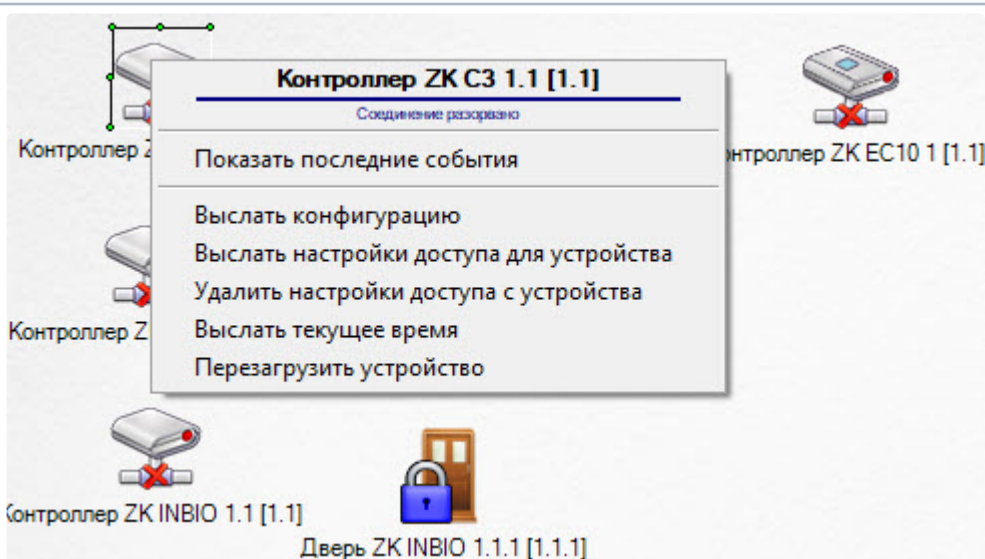 Контроллер ZK C3 1.1 [1.1]
Соединение разорвано
Контроллер
Показать последние события
контроллер ZK EC10 1 [1.1]
Выслать конфигурацию
Выслать настройки доступа для устройства
Удалить настройки доступа с устройства
Контроллер Z
Выслать текущее время
Перезагрузить устройство
Контроллер ZK INBIO 1.1 [1.1]
Дверь ZK INBIO 1.1.1 [1.1.1]